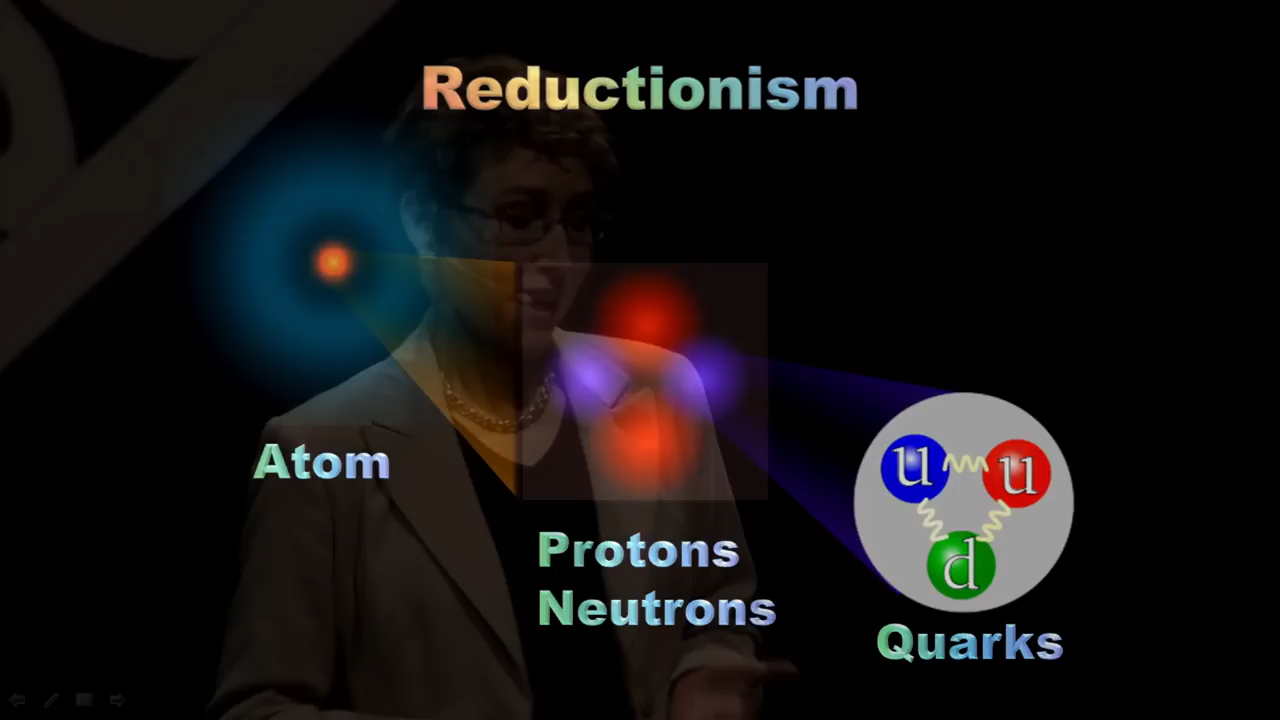 Reductionism
u u
d
Atom
Protons
Neutrons
Quarks